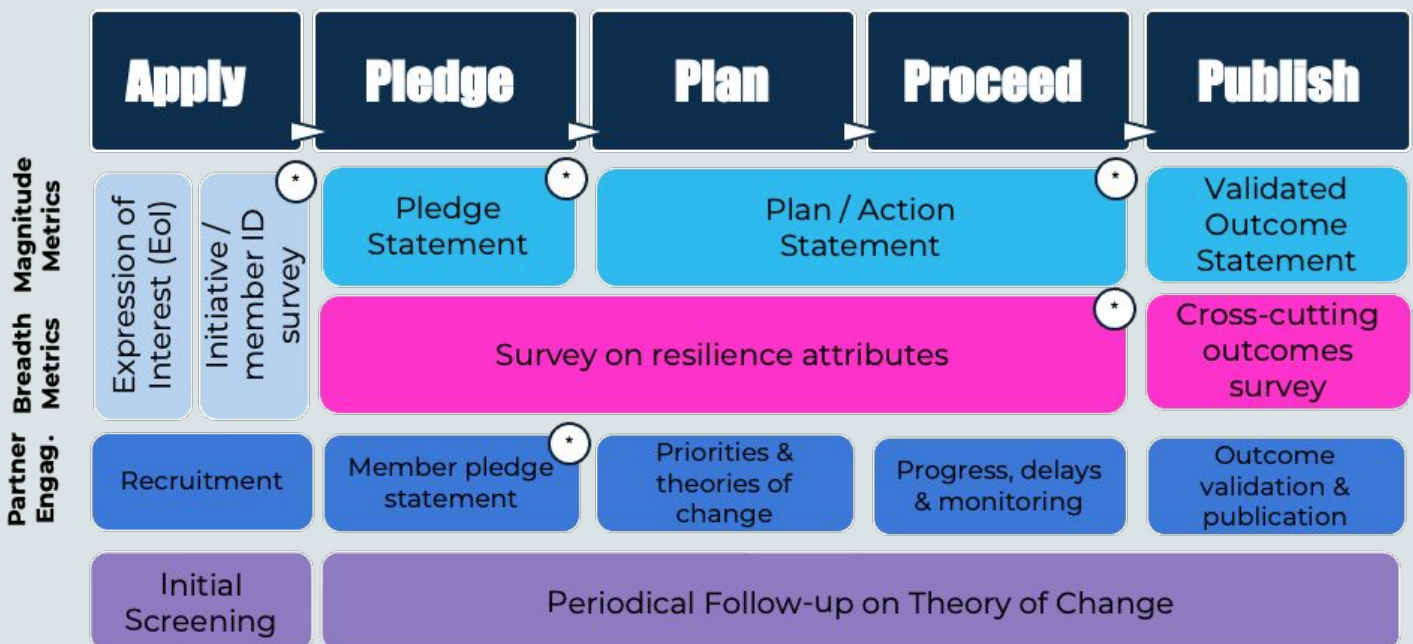 Apply
Pledge
Plan
Proceed
Publish
Magnitude
Metrics
Expression of
Interest (EoI)
Initiative /
member ID
survey
*
Pledge
Statement
*
Plan / Action
Statement
*
Validated
Outcome
Statement
Breadth
Metrics
Survey on resilience attributes
*
Cross-cutting
outcomes
survey
Partner
Engag.
Recruitment
Member pledge
statement
*
Priorities &
theories of
change
Progress, delays
& monitoring
Outcome
validation &
publication
Initial
Screening
Periodical Follow-up on Theory of Change